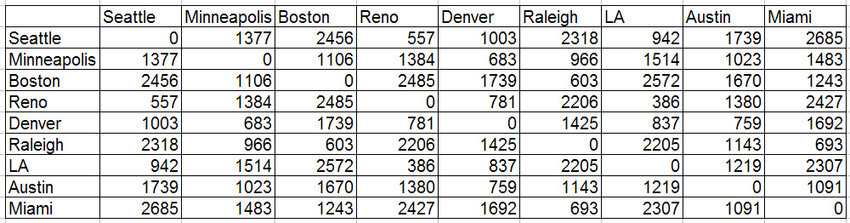 Seattle Minneapolis Boston Reno Denver Raleigh LA Austin Miami
Seattle 0 1377 2456 557 1003 2318 942 1739 2685
Minneapolis 1377 0 1106 1384 683 966 1514 1023 1483
Boston 2456 1106 0 2485 1739 603 2572 1670 1243
Reno 557 1384 2485 0 781 2206 386 1380 2427
Denver 1003 683 1739 781 0 1425 837 759 1692
Raleigh 2318 966 603 2206 1425 0 2205 1143 693
LA 942 1514 2572 386 837 2205 0 1219 2307
Austin 1739 1023 1670 1380 759 1143 1219 0 1091
Miami 2685 1483 1243 2427 1692 693 2307 1091 0